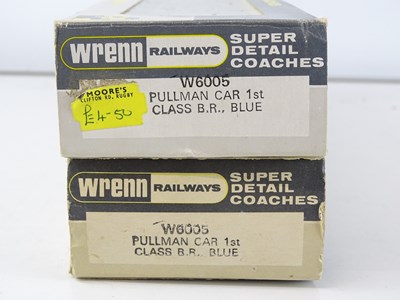 wrenn RAILWAYS
SUPER
DETAIL
COACHES
W6005
PULLMAN CAR 1st
CLASS B.R., BLUE
MOORE'S
CLIFTON RD, RUGBY
£4-50
wrenn RAILWAYS
SUPER
DETAIL
COACHES
W6005
PULLMAN CAR 1st
CLASS B.R., BLUE